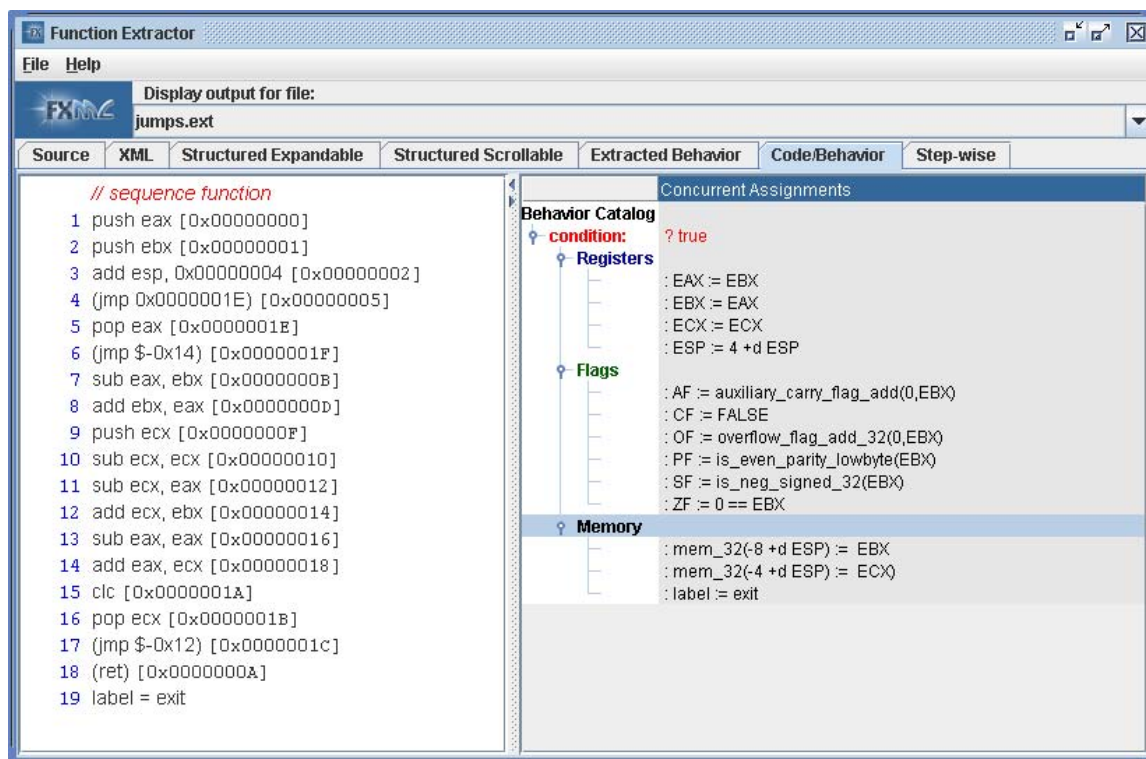 Function Extractor
File Help
FXMC
Display output for file:
jumps.ext
Source XML Structured Expandable Structured Scrollable Extracted Behavior Code/Behavior Step-wise
// sequence function
1 push eax [0x00000000]
2 push ebx [0x00000001]
3 add esp, 0x00000004 [0x00000002]
4 (jmp 0x0000001E) [0x00000005]
5 pop eax [0x0000001E]
6 (jmp $-0x14) [0x0000001F]
7 sub eax, ebx [0x0000000B]
8 add ebx, eax [0x0000000D]
9 push ecx [0x0000000F]
10 sub ecx, ecx [0x00000010]
11 sub ecx, eax [0x00000012]
12 add ecx, ebx [0x00000014]
13 sub eax, eax [0x00000016]
14 add eax, ecx [0x00000018]
15 clc [0x0000001A]
16 pop ecx [0x0000001B]
17 (jmp $-0x12) [0x0000001C]
18 (ret) [0x0000000A]
19 label = exit
Concurrent Assignments
Behavior Catalog
condition: ? true
Registers
: EAX := EBX
: EBX := EAX
: ECX := ECX
: ESP := 4 +d ESP
Flags
: AF := auxiliary_carry_flag_add(0,EBX)
: CF := FALSE
: OF := overflow_flag_add_32(0,EBX)
: PF := is_even_parity_lowbyte(EBX)
: SF := is_neg_signed_32(EBX)
: ZF := 0 == EBX
Memory
: mem_32(-8 +d ESP) := EBX
: mem_32(-4 +d ESP) := ECX)
: label := exit